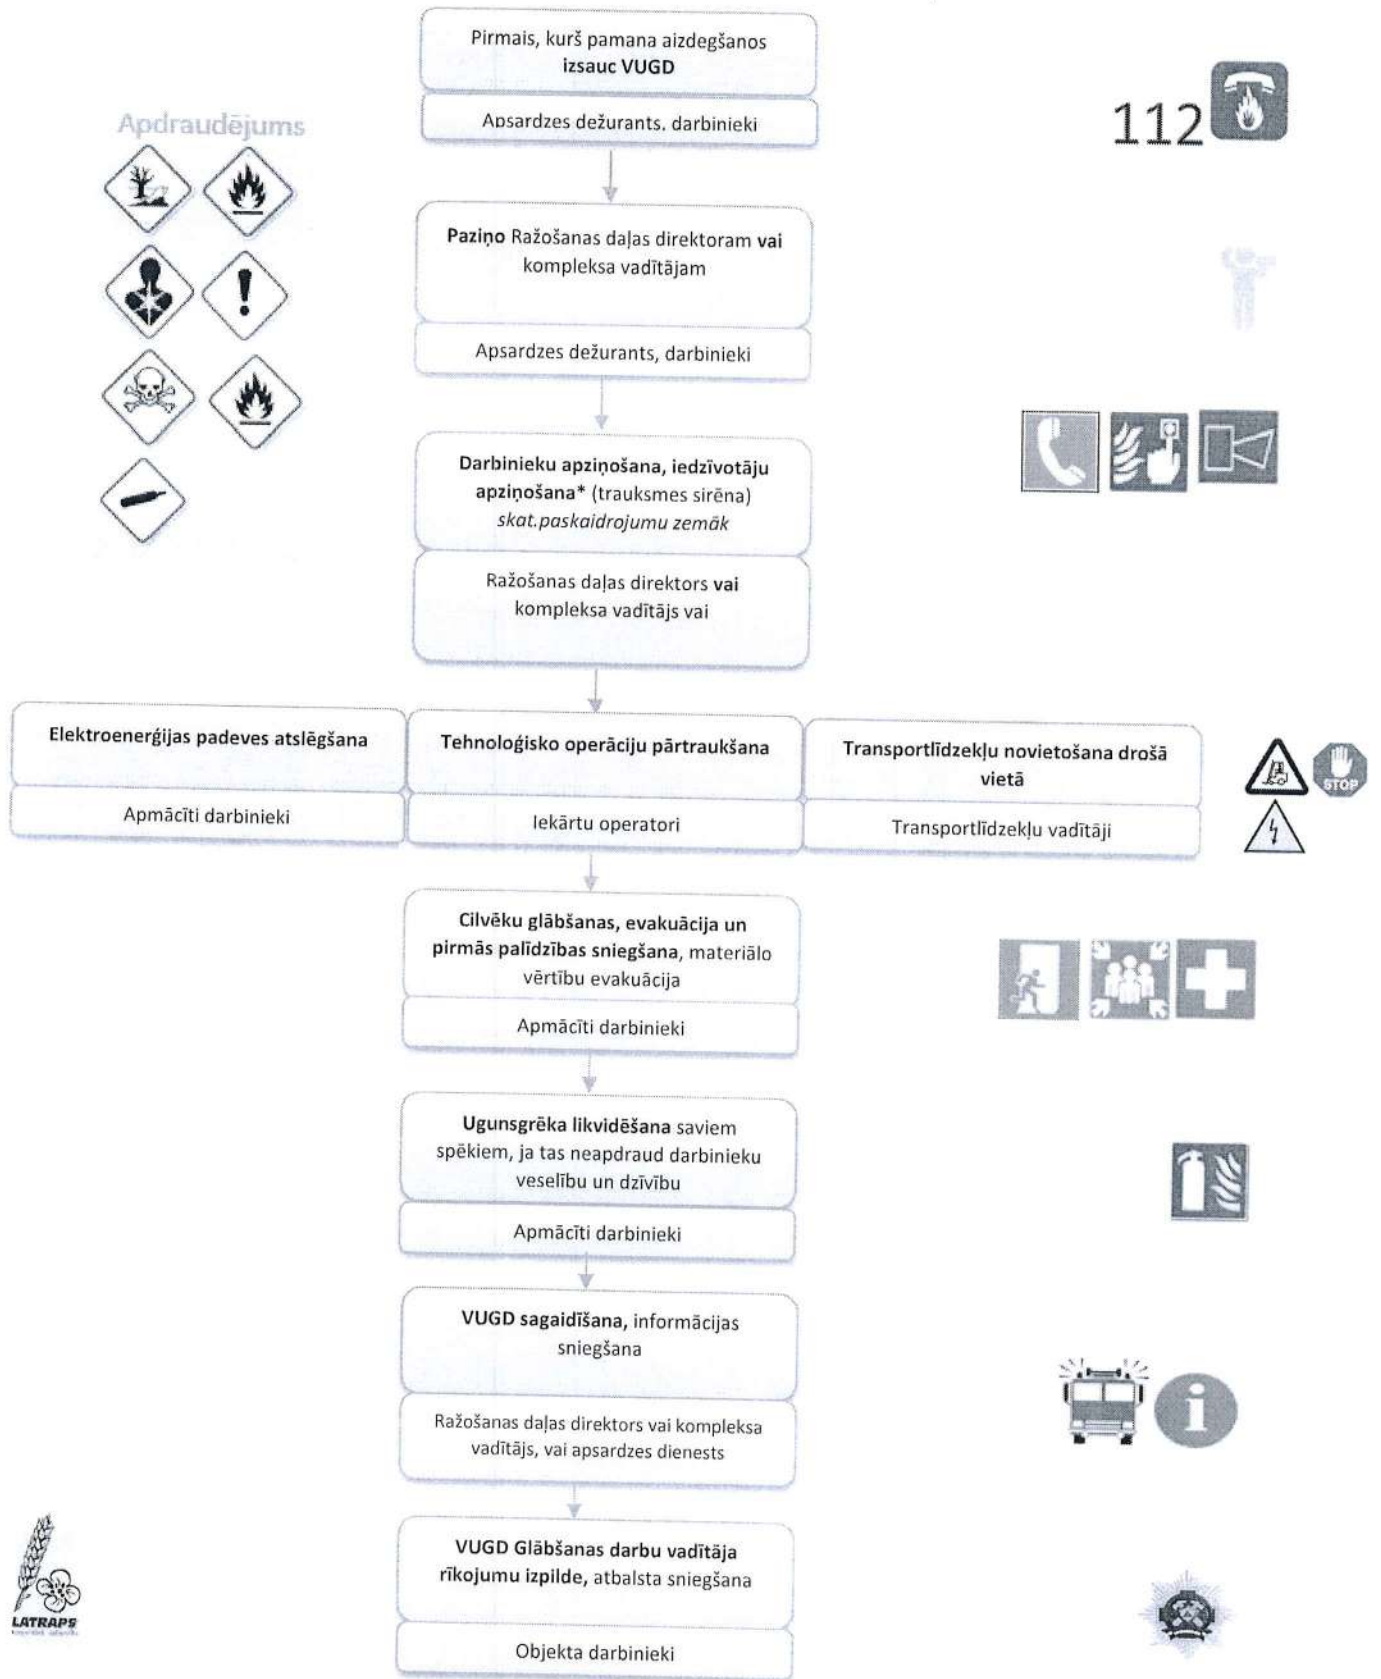 Pirmais, kurš pamana aizdegšanos
izsauc VUGD
Apsardzes dežurants. darbinieki
Apdraudējums
112
Paziņo Ražošanas daļas direktoram vai
kompleksa vadītājam
Apsardzes dežurants, darbinieki
Darbinieku apziņošana, iedzīvotāju
apziņošana* (trauksmes sirēna)
skat.paskaidrojumu zemāk
Ražošanas daļas direktors vai
kompleksa vadītājs vai
Elektroenerģijas padeves atslēgšana
Apmācīti darbinieki
Tehnoloģisko operāciju pārtraukšana
Iekārtu operatori
Transportlīdzekļu novietošana drošā
vietā
Transportlīdzekļu vadītāji
STOP
Cilvēku glābšanas, evakuācija un
pirmās palīdzības sniegšana, materiālo
vērtību evakuācija
Apmācīti darbinieki
Ugunsgrēka likvidēšana saviem
spēkiem, ja tas neapdraud darbinieku
veselību un dzīvību
Apmācīti darbinieki
VUGD sagaidīšana, informācijas
sniegšana
Ražošanas daļas direktors vai kompleksa
vadītājs, vai apsardzes dienests
i
VUGD Glābšanas darbu vadītāja
rīkojumu izpilde, atbalsta sniegšana
Objekta darbinieki
LATRAPS